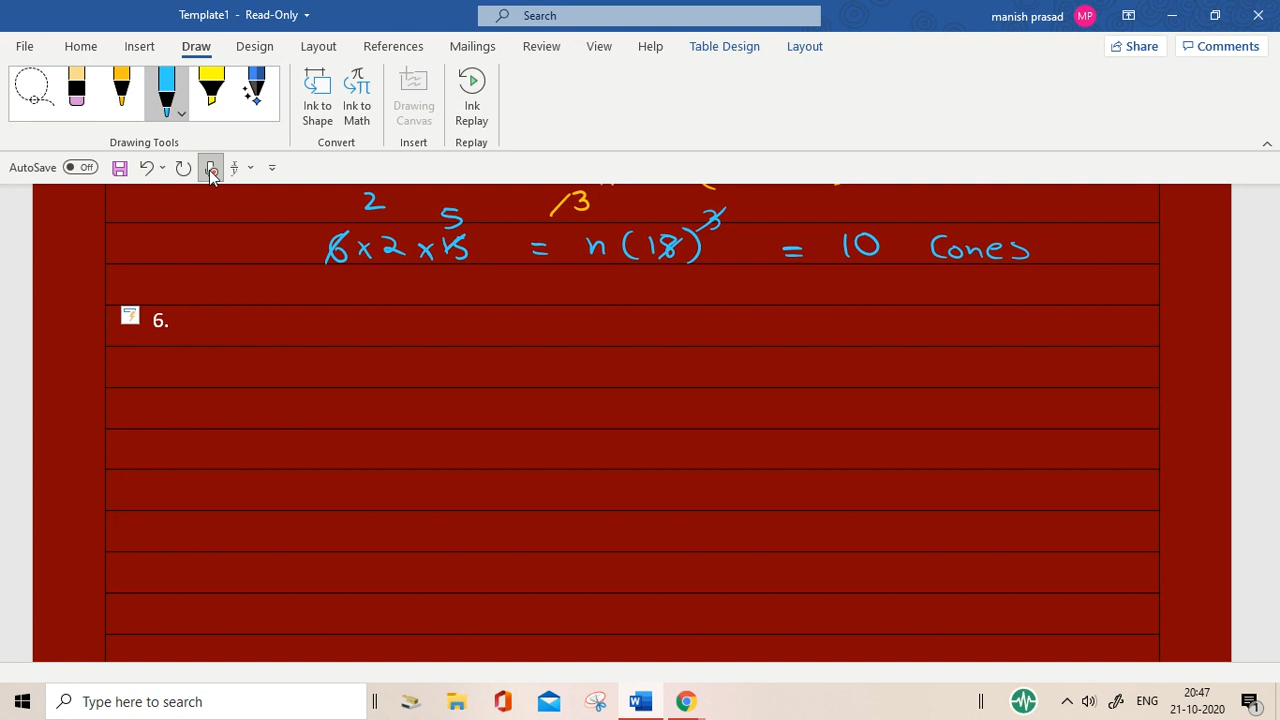 Template1 - Read-Only
Search
manish prasad
MP
File Home Insert Draw Design Layout References Mailings Review View Help Table Design Layout
Share Comments
Ink to Shape
Ink to Math
Drawing Canvas
Ink Replay
Drawing Tools Convert Insert Replay
AutoSave Off
2 5 /3 3
6 x 2 x 15 = n ( 18 ) = 10 Cones
6.
Type here to search
ENG
20:47
21-10-2020